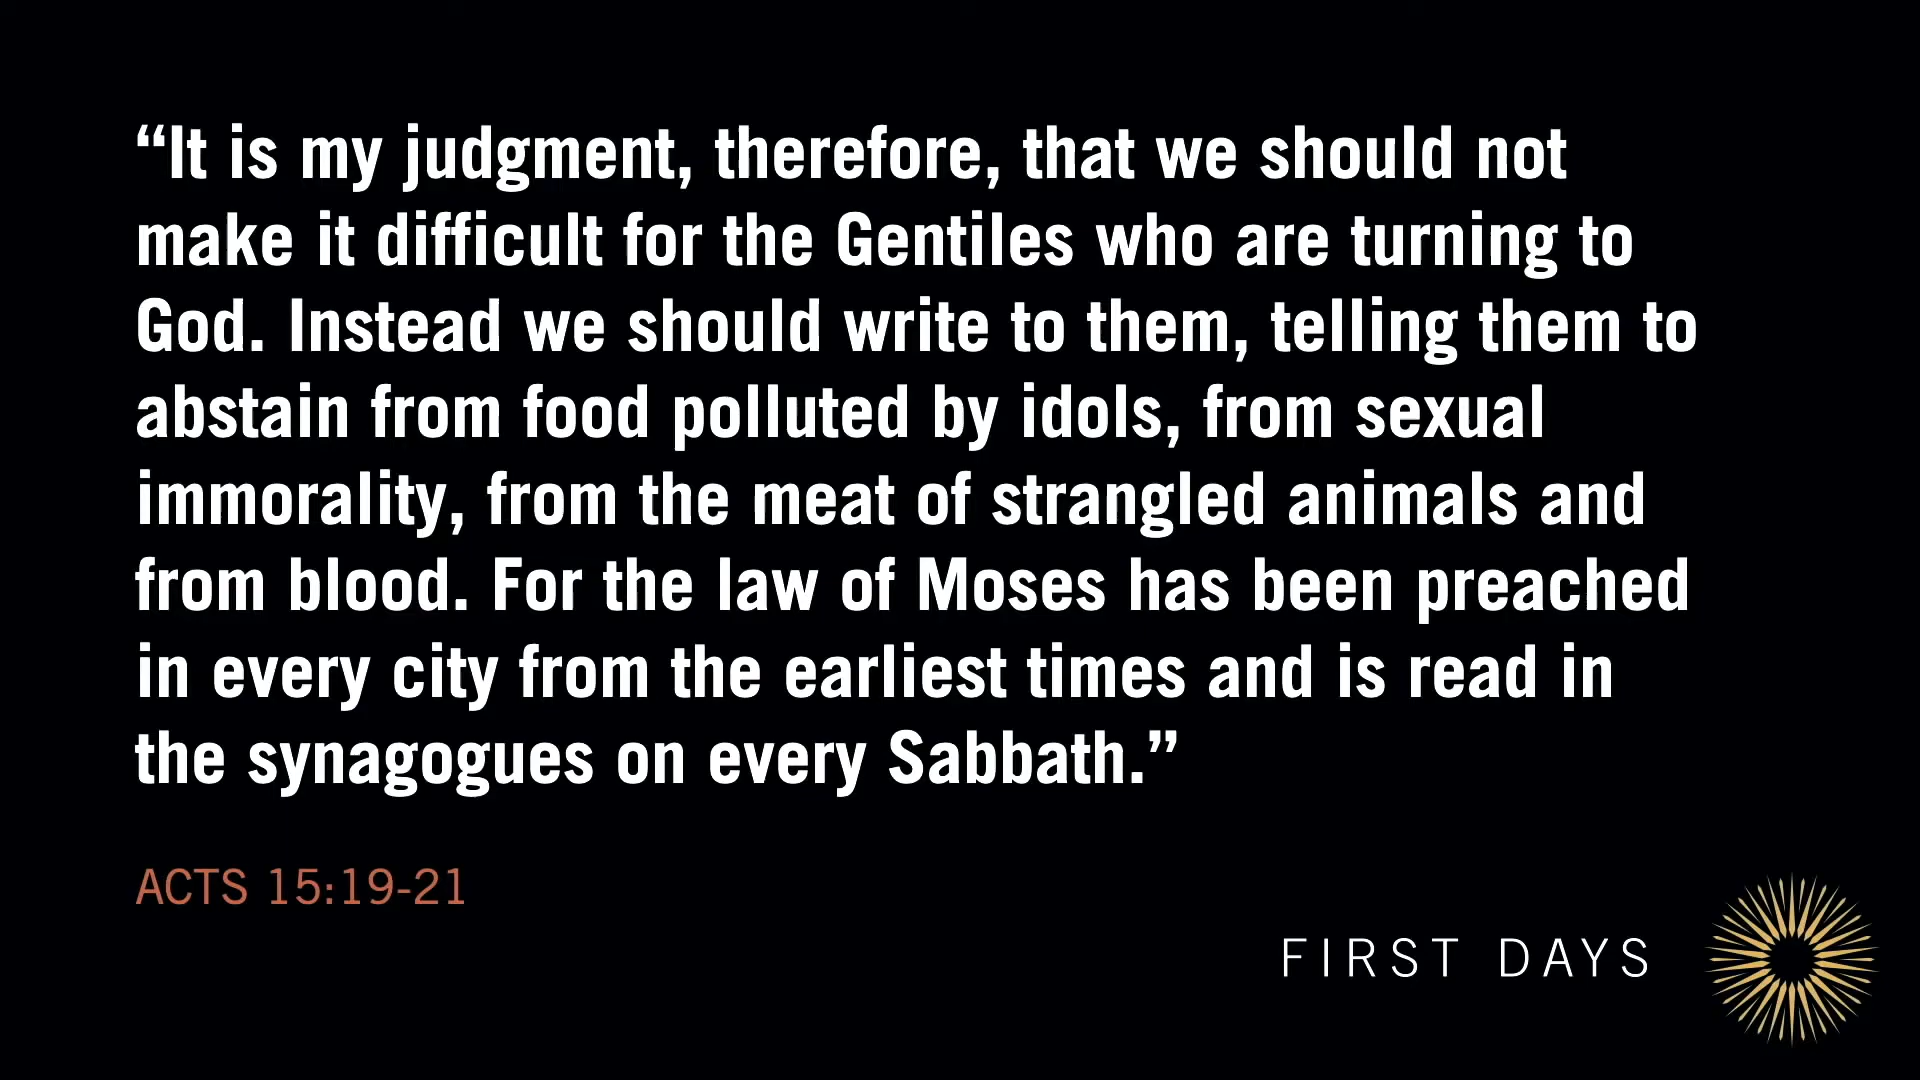 “It is my judgment, therefore, that we should not
make it difficult for the Gentiles who are turning to
God. Instead we should write to them, telling them to
abstain from food polluted by idols, from sexual
immorality, from the meat of strangled animals and
from blood. For the law of Moses has been preached
in every city from the earliest times and is read in
the synagogues on every Sabbath.”
ACTS 15:19-21
FIRST DAYS